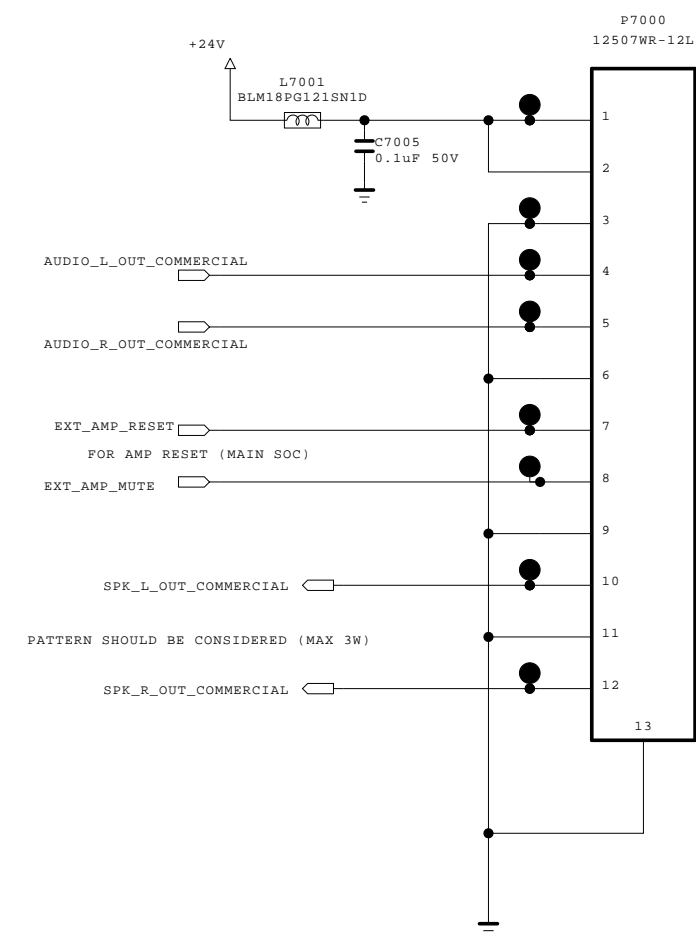 P7000
12507WR-12L
+24V
L7001
BLM18PG121SN1D
C7005
0.1uF 50V
1
2
3
AUDIO_L_OUT_COMMERCIAL
4
5
AUDIO_R_OUT_COMMERCIAL
6
EXT_AMP_RESET
7
FOR AMP RESET (MAIN SOC)
EXT_AMP_MUTE
8
9
SPK_L_OUT_COMMERCIAL
10
PATTERN SHOULD BE CONSIDERED (MAX 3W)
11
SPK_R_OUT_COMMERCIAL
12
13